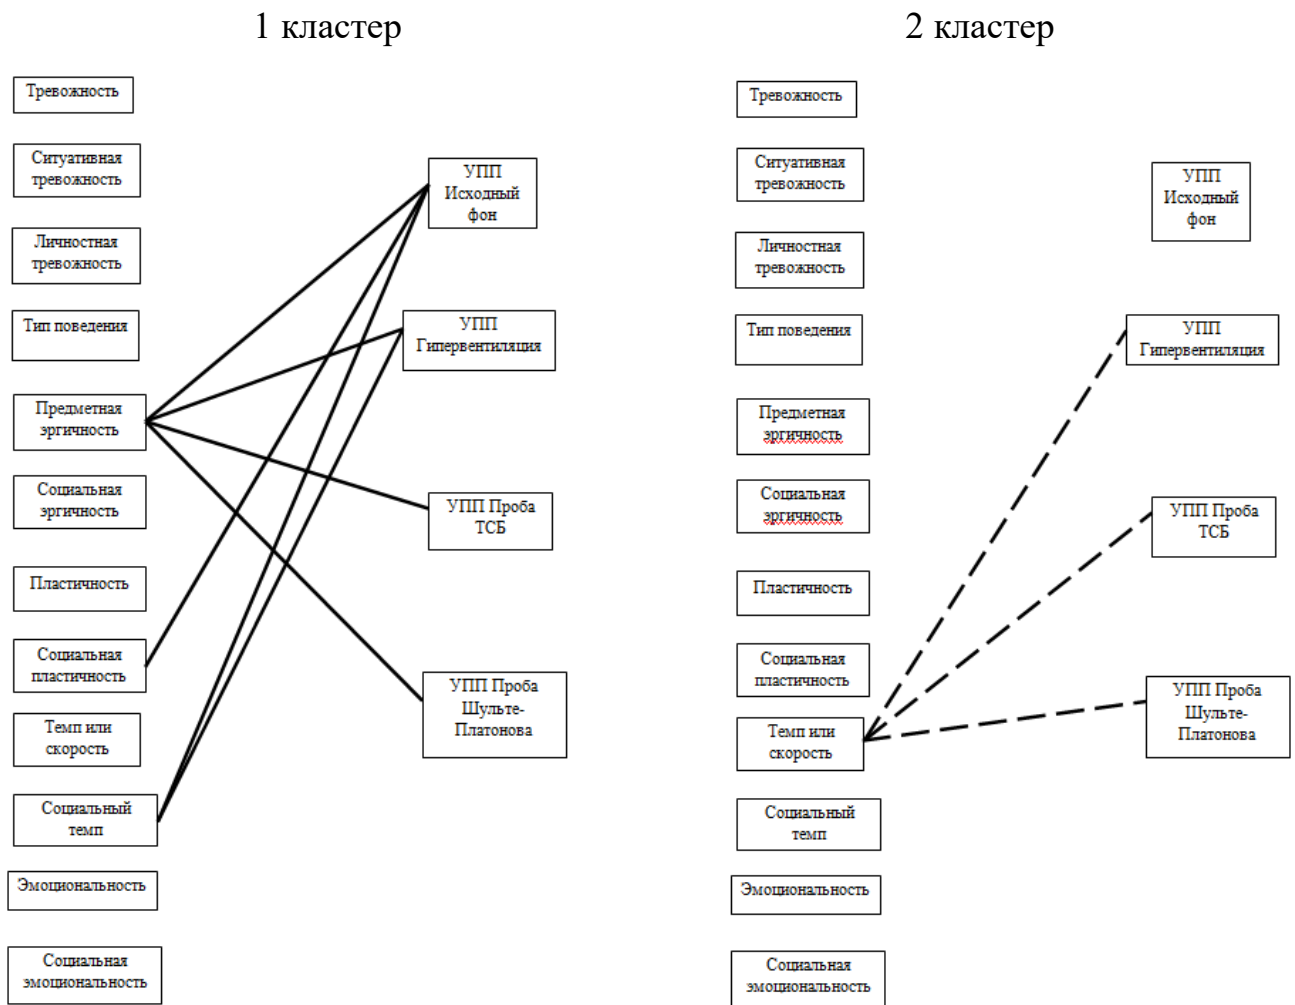 1 кластер
Тревожность
Ситуативная
тревожность
Личностная
тревожность
Тип поведения
Предметная
эргичность
Социальная
эргичность
Пластичность
Социальная
пластичность
Темп или
скорость
Социальный
темп
Эмоциональность
Социальная
эмоциональность
УПП
Исходный
фон
УПП
Гипервентиляция
УПП Проба
ТСБ
УПП Проба
Шульте-
Платонова
2 кластер
Тревожность
Ситуативная
тревожность
Личностная
тревожность
Тип поведения
Предметная
эргичность
Социальная
эргичность
Пластичность
Социальная
пластичность
Темп или
скорость
Социальный
темп
Эмоциональность
Социальная
эмоциональность
УПП
Исходный
фон
УПП
Гипервентиляция
УПП Проба
ТСБ
УПП Проба
Шульте-
Платонова